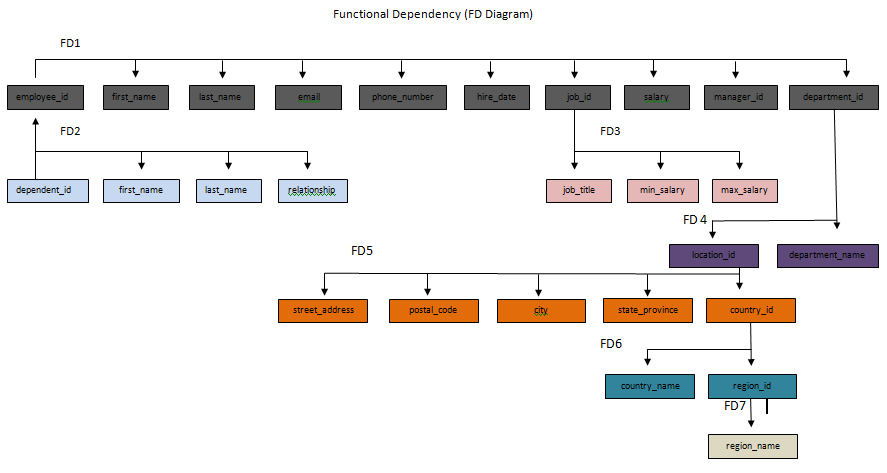 Functional Dependency (FD Diagram)
FD1
employee_id first_name last_name email phone_number hire_date job_id salary manager_id department_id
FD2 FD3
dependent_id first_name last_name relationship job_title min_salary max_salary
FD 4
FD5 location_id department_name
street_address postal_code city state_province country_id
FD6
country_name region_id
FD7
region_name